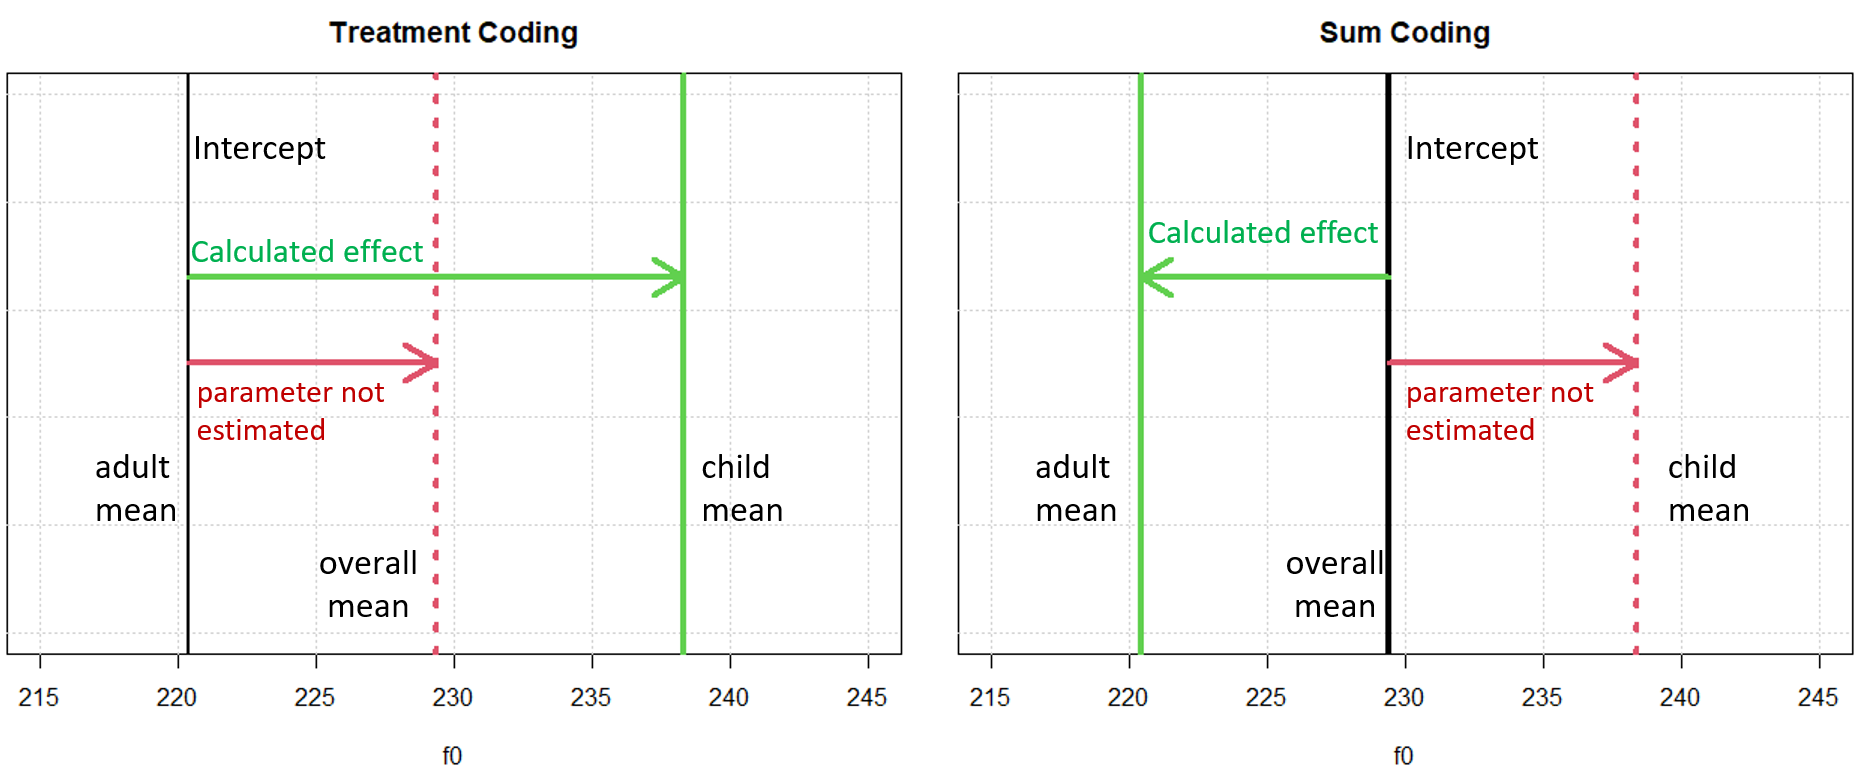 Treatment Coding
Intercept
Calculated effect
parameter not
estimated
adult
mean
child
mean
overall
mean
215 220 225 230 235 240 245
f0
Sum Coding
Intercept
Calculated effect
parameter not
estimated
adult
mean
child
mean
overall
mean
215 220 225 230 235 240 245
f0